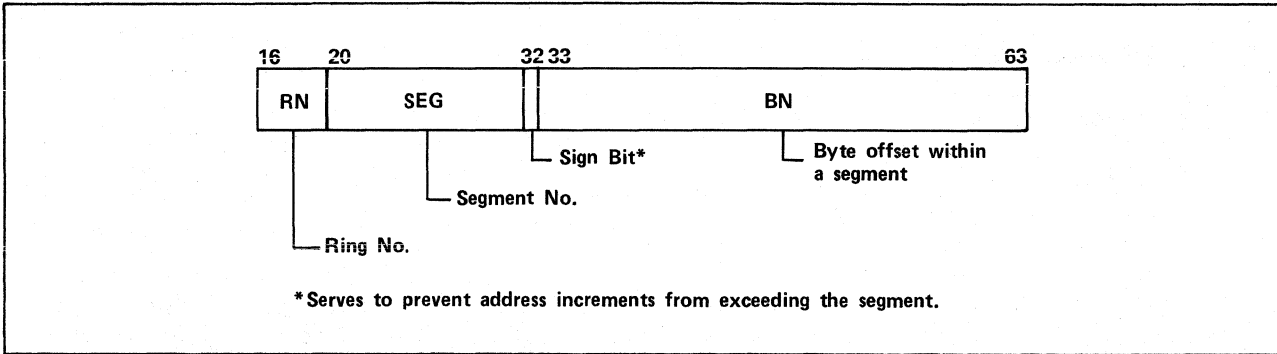 16 20 32 33 63
RN SEG BN
Sign Bit*
Byte offset within
a segment
Segment No.
Ring No.
*Serves to prevent address increments from exceeding the segment.